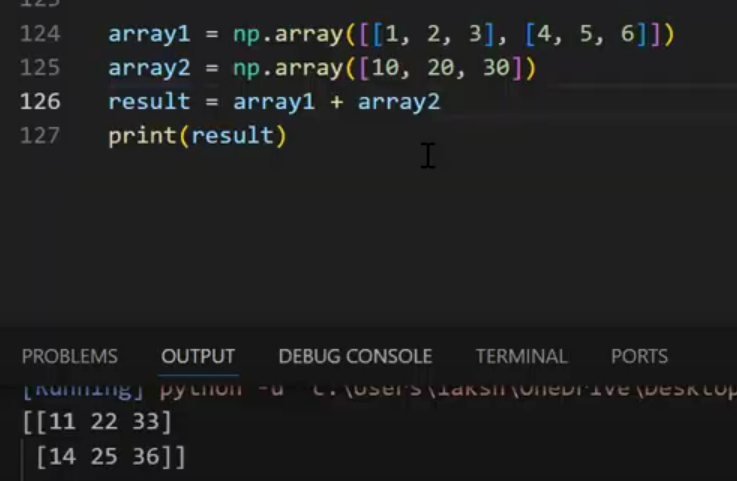 123
124 array1 = np.array([[1, 2, 3], [4, 5, 6]])
125 array2 = np.array([10, 20, 30])
126 result = array1 + array2
127 print(result)
PROBLEMS OUTPUT DEBUG CONSOLE TERMINAL PORTS
[Running] python -u "c:\Users\laksh\OneDrive\Desktop
[[11 22 33]
[14 25 36]]